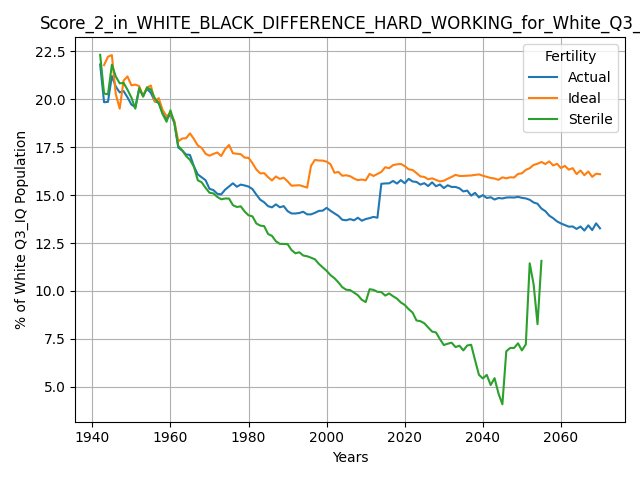 Score_2_in_WHITE_BLACK_DIFFERENCE_HARD_WORKING_for_White_Q3_
Fertility
Actual
Ideal
Sterile
% of White Q3_IQ Population
22.5
20.0
17.5
15.0
12.5
10.0
7.5
5.0
1940
1960
1980
2000
2020
2040
2060
Years